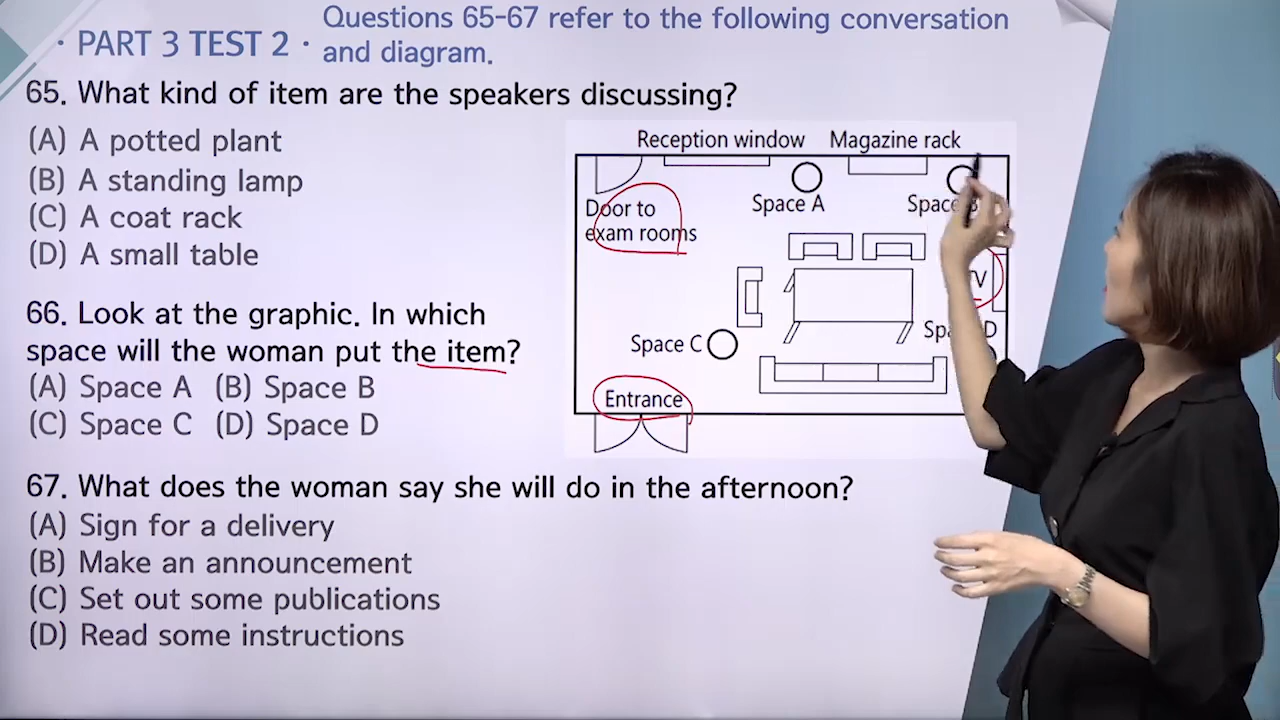 · PART 3 TEST 2 ·
Questions 65-67 refer to the following conversation
and diagram.
65. What kind of item are the speakers discussing?
(A) A potted plant
(B) A standing lamp
(C) A coat rack
(D) A small table
66. Look at the graphic. In which
space will the woman put the item?
(A) Space A (B) Space B
(C) Space C (D) Space D
67. What does the woman say she will do in the afternoon?
(A) Sign for a delivery
(B) Make an announcement
(C) Set out some publications
(D) Read some instructions
Reception window
Magazine rack
Door to
exam rooms
Space A
Space B
TV
Space C
Space D
Entrance